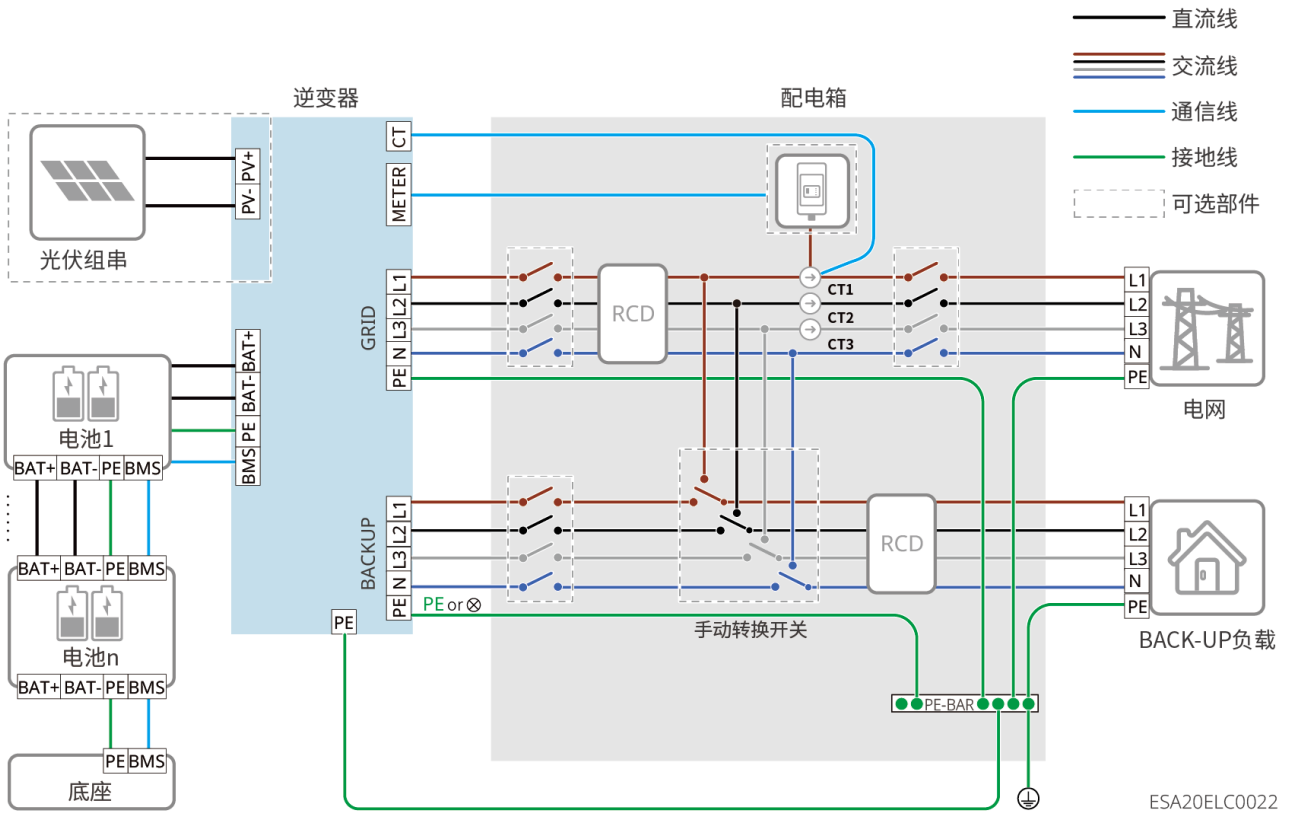 直流线
交流线
通信线
接地线
可选部件
逆变器
配电箱
光伏组串
PV+
PV-
CT
METER
GRID
L1
L2
L3
N
PE
RCD
CT1
CT2
CT3
L1
L2
L3
N
PE
电网
BAT+
BAT-
PE
BMS
电池1
BAT+
BAT-
PE
BMS
BAT+
BAT-
PE
BMS
电池n
BAT+
BAT-
PE
BMS
PE
BMS
底座
BACKUP
L1
L2
L3
N
PE
PE
PE or
手动转换开关
RCD
L1
L2
L3
N
PE
BACK-UP负载
PE-BAR
ESA20ELC0022